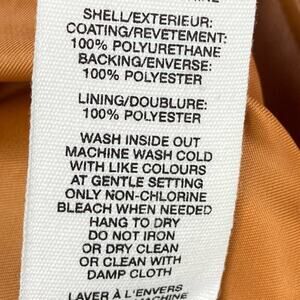 SHELL/EXTERIEUR:
COATING/REVETEMENT:
100% POLYURETHANE
BACKING/ENVERSE:
100% POLYESTER
LINING/DOUBLURE:
100% POLYESTER
WASH INSIDE OUT
MACHINE WASH COLD
WITH LIKE COLOURS
AT GENTLE SETTING
ONLY NON-CHLORINE
BLEACH WHEN NEEDED
HANG TO DRY
DO NOT IRON
OR DRY CLEAN
OR CLEAN WITH
DAMP CLOTH
LAVER À L'ENVERS
MACHINE